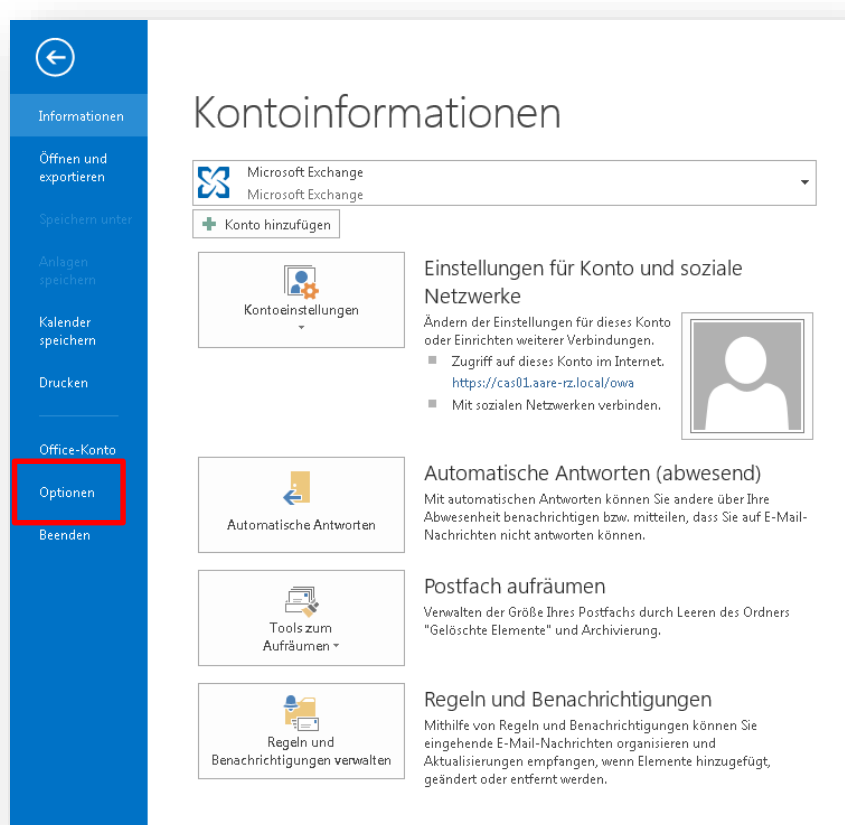 Informationen
Öffnen und
exportieren
Speichern unter
Anlagen
speichern
Kalender
speichern
Drucken
Office-Konto
Optionen
Beenden
Kontoinformationen
Microsoft Exchange
Microsoft Exchange
Konto hinzufügen
Kontoeinstellungen
Einstellungen für Konto und soziale
Netzwerke
Ändern der Einstellungen für dieses Konto
oder Einrichten weiterer Verbindungen.
Zugriff auf dieses Konto im Internet.
https://cas01.aare-rz.local/owa
Mit sozialen Netzwerken verbinden.
Automatische Antworten
Automatische Antworten (abwesend)
Mit automatischen Antworten können Sie andere über Ihre
Abwesenheit benachrichtigen bzw. mitteilen, dass Sie auf E-Mail-
Nachrichten nicht antworten können.
Tools zum
Aufräumen
Postfach aufräumen
Verwalten der Größe Ihres Postfachs durch Leeren des Ordners
"Gelöschte Elemente" und Archivierung.
Regeln und
Benachrichtigungen verwalten
Regeln und Benachrichtigungen
Mithilfe von Regeln und Benachrichtigungen können Sie
eingehende E-Mail-Nachrichten organisieren und
Aktualisierungen empfangen, wenn Elemente hinzugefügt,
geändert oder entfernt werden.